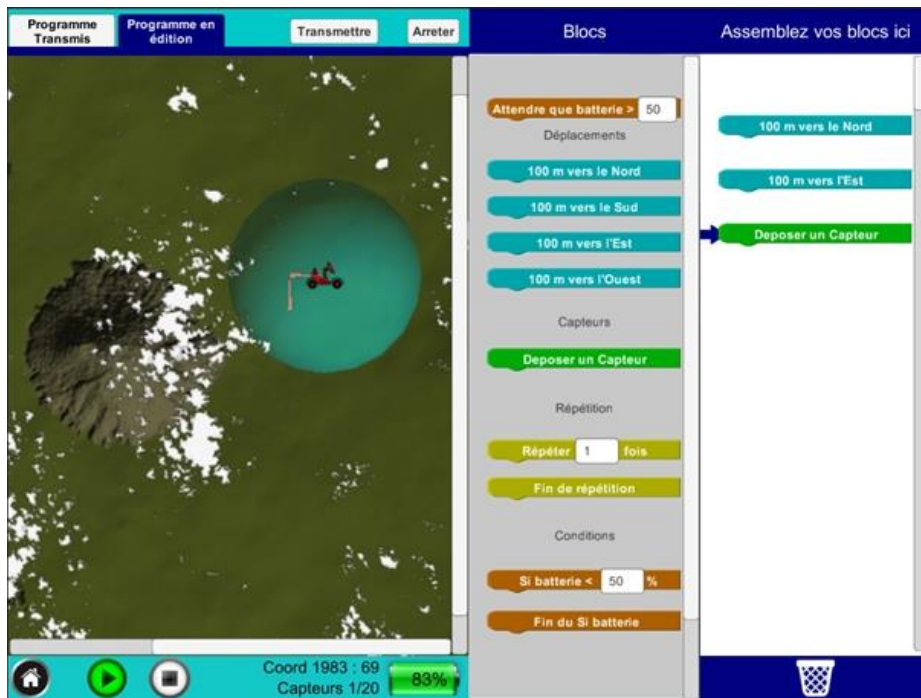 Programme
Transmis
Programme en
édition
Transmettre
Arreter
Blocs
Assemblez vos blocs ici
Attendre que batterie > 50
Déplacements
100 m vers le Nord
100 m vers le Sud
100 m vers l'Est
100 m vers l'Ouest
Capteurs
Deposer un Capteur
Répétition
Répéter 1 fois
Fin de répétition
Conditions
Si batterie < 50 %
Fin du Si batterie
100 m vers le Nord
100 m vers l'Est
Deposer un Capteur
Coord 1983 : 69
Capteurs 1/20
83%